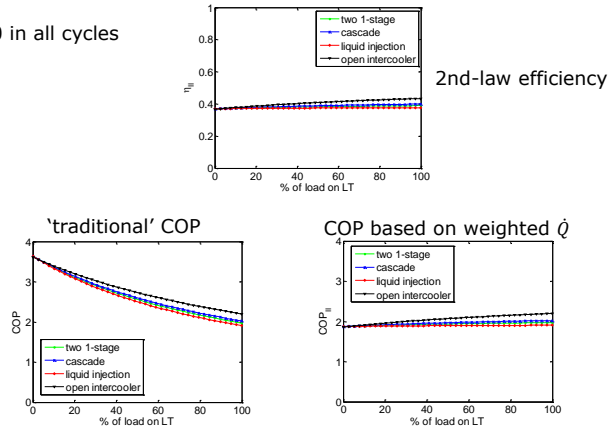 ) in all cycles
two 1-stage
cascade
liquid injection
open intercooler
1
0.8
0.6
0.4
0.2
0
ηII
0 20 40 60 80 100
% of load on LT
2nd-law efficiency
‘traditional’ COP
4
3
2
1
0
COP
two 1-stage
cascade
liquid injection
open intercooler
0 20 40 60 80 100
% of load on LT
COP based on weighted Q̇
4
3
2
1
0
COPII
two 1-stage
cascade
liquid injection
open intercooler
0 20 40 60 80 100
% of load on LT